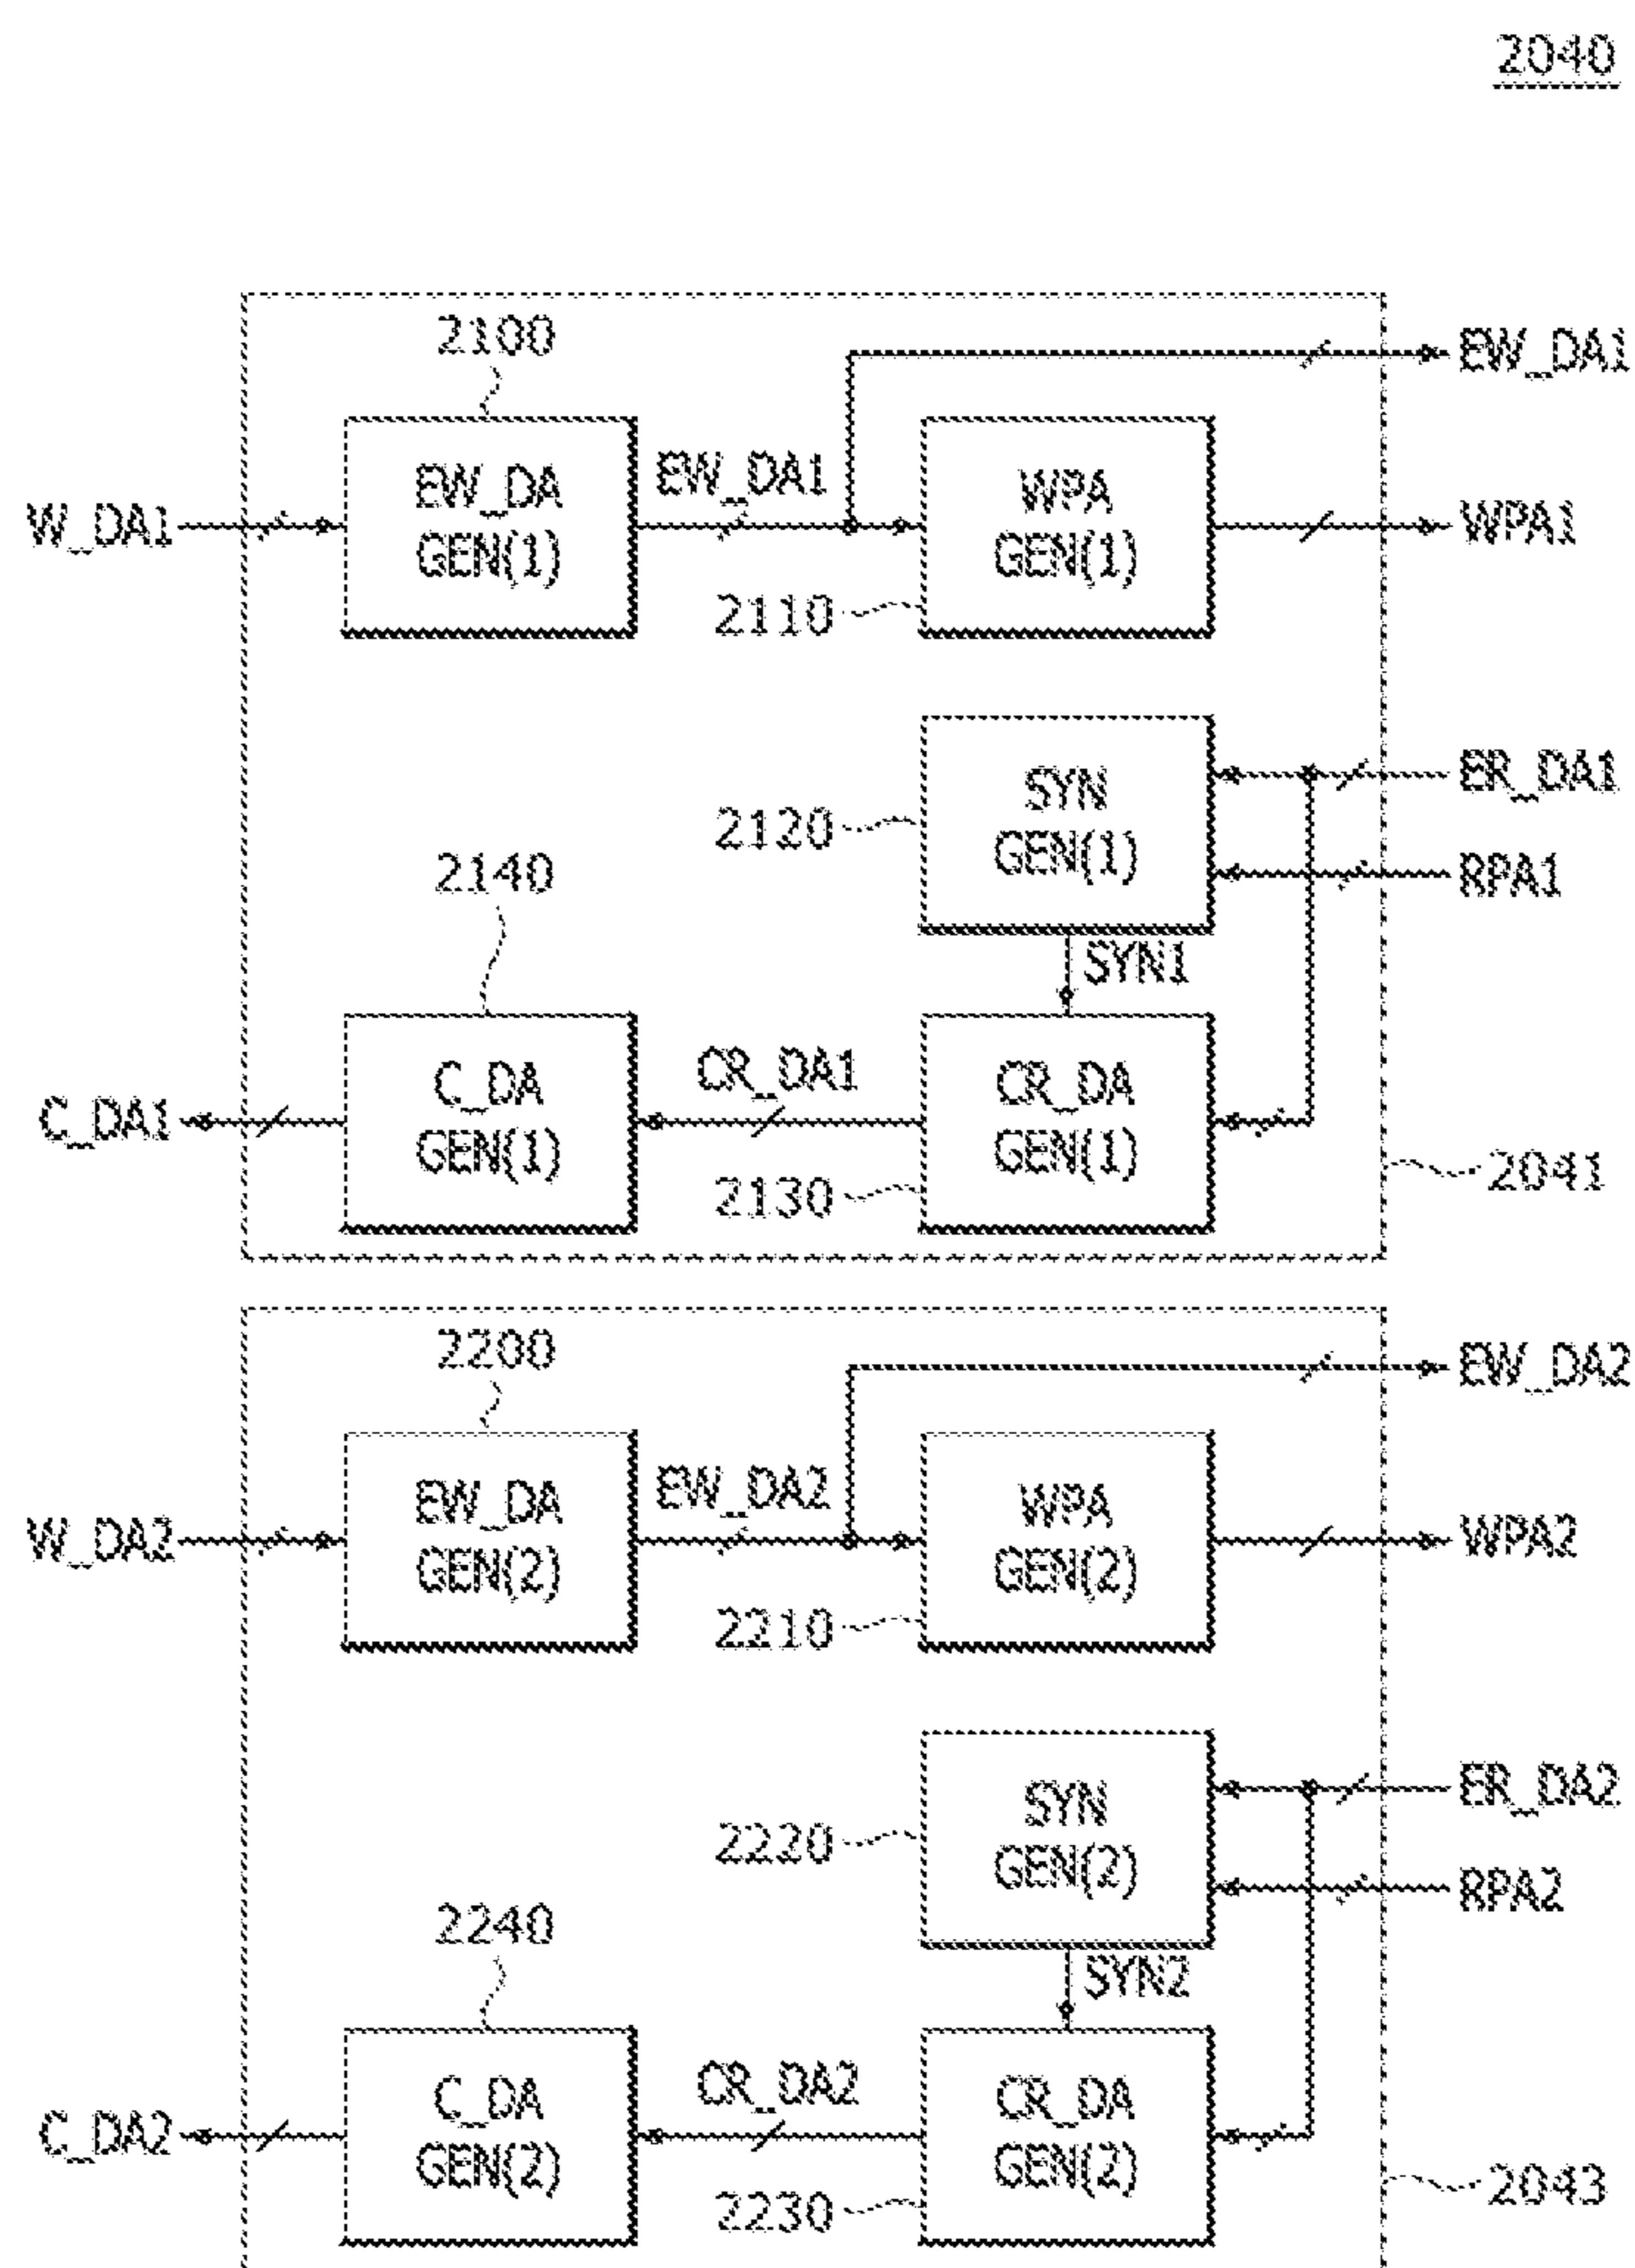 2040
2100
EW_DA1
EW_DA
GEN(1)
EW_DA1
WPA
GEN(1)
W_DA1
WPA1
2110
SYN
GEN(1)
ER_DA1
2120
RPA1
2140
SYN1
C_DA
GEN(1)
CR_DA1
CR_DA
GEN(1)
C_DA1
2130
2041
2200
EW_DA2
EW_DA
GEN(2)
EW_DA2
WPA
GEN(2)
W_DA2
WPA2
2210
SYN
GEN(2)
ER_DA2
2220
RPA2
2240
SYN2
C_DA
GEN(2)
CR_DA2
CR_DA
GEN(2)
C_DA2
2230
2043